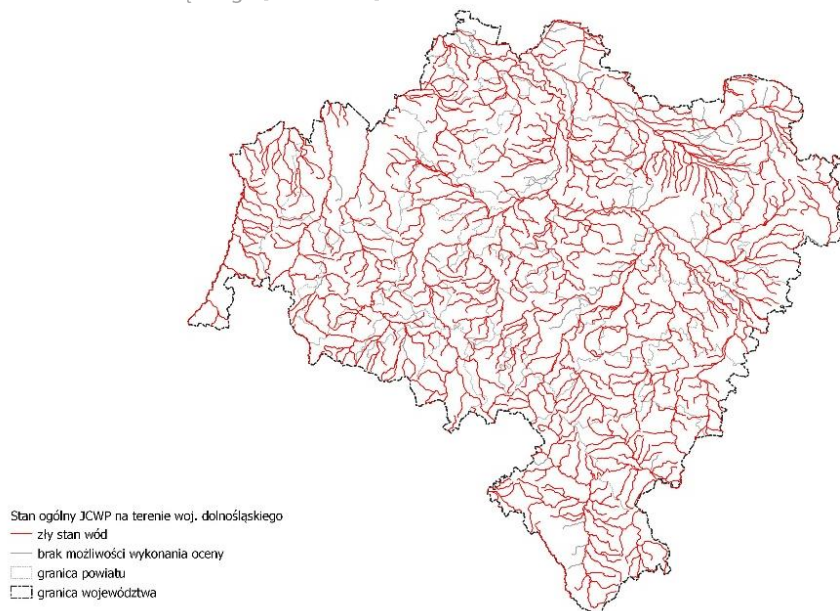 Stan ogólny JCWP na terenie woj. dolnośląskiego
zły stan wód
brak możliwości wykonania oceny
granica powiatu
granica województwa